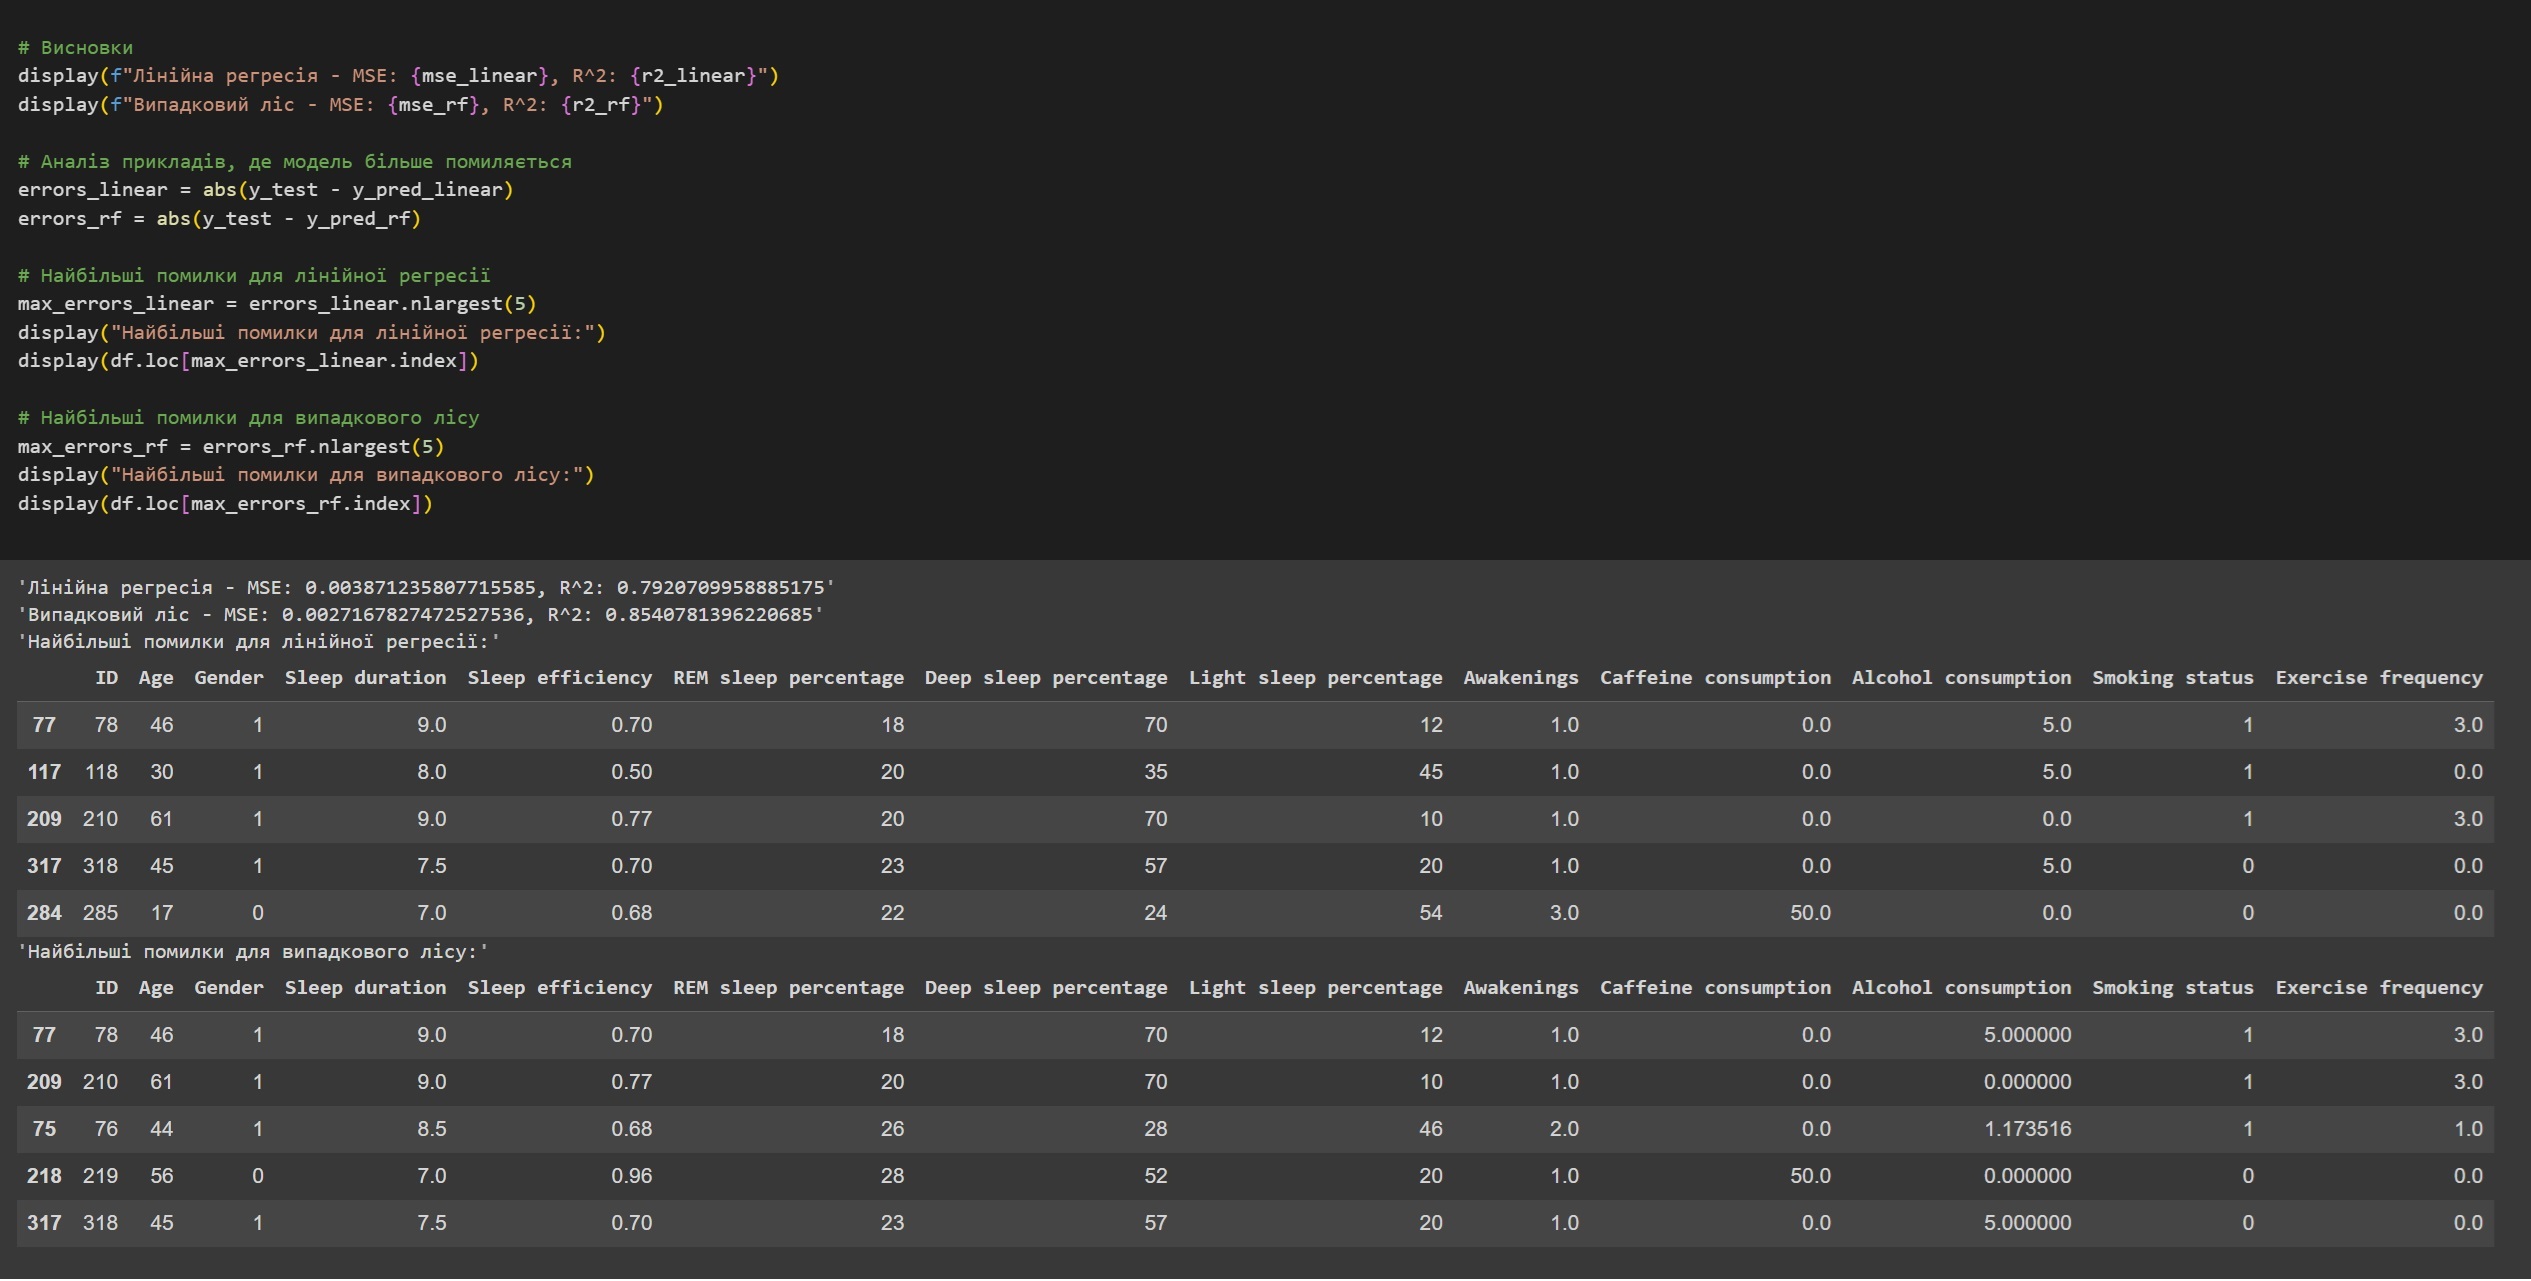 # Висновки
display(f"Лінійна регресія - MSE: {mse_linear}, R^2: {r2_linear}")
display(f"Випадковий ліс - MSE: {mse_rf}, R^2: {r2_rf}")
# Аналіз прикладів, де модель більше помиляється
errors_linear = abs(y_test - y_pred_linear)
errors_rf = abs(y_test - y_pred_rf)
# Найбільші помилки для лінійної регресії
max_errors_linear = errors_linear.nlargest(5)
display("Найбільші помилки для лінійної регресії:")
display(df.loc[max_errors_linear.index])
# Найбільші помилки для випадкового лісу
max_errors_rf = errors_rf.nlargest(5)
display("Найбільші помилки для випадкового лісу:")
display(df.loc[max_errors_rf.index])
'Лінійна регресія - MSE: 0.003871235807715585, R^2: 0.7920709958885175'
'Випадковий ліс - MSE: 0.0027167827472527536, R^2: 0.8540781396220685'
'Найбільші помилки для лінійної регресії:'
ID Age Gender Sleep duration Sleep efficiency REM sleep percentage Deep sleep percentage Light sleep percentage Awakenings Caffeine consumption Alcohol consumption Smoking status Exercise frequency
77 78 46 1 9.0 0.70 18 70 12 1.0 0.0 5.0 1 3.0
117 118 30 1 8.0 0.50 20 35 45 1.0 0.0 5.0 1 0.0
209 210 61 1 9.0 0.77 20 70 10 1.0 0.0 0.0 1 3.0
317 318 45 1 7.5 0.70 23 57 20 1.0 0.0 5.0 0 0.0
284 285 17 0 7.0 0.68 22 24 54 3.0 50.0 0.0 0 0.0
'Найбільші помилки для випадкового лісу:'
ID Age Gender Sleep duration Sleep efficiency REM sleep percentage Deep sleep percentage Light sleep percentage Awakenings Caffeine consumption Alcohol consumption Smoking status Exercise frequency
77 78 46 1 9.0 0.70 18 70 12 1.0 0.0 5.000000 1 3.0
209 210 61 1 9.0 0.77 20 70 10 1.0 0.0 0.000000 1 3.0
75 76 44 1 8.5 0.68 26 28 46 2.0 0.0 1.173516 1 1.0
218 219 56 0 7.0 0.96 28 52 20 1.0 50.0 0.000000 0 0.0
317 318 45 1 7.5 0.70 23 57 20 1.0 0.0 5.000000 0 0.0